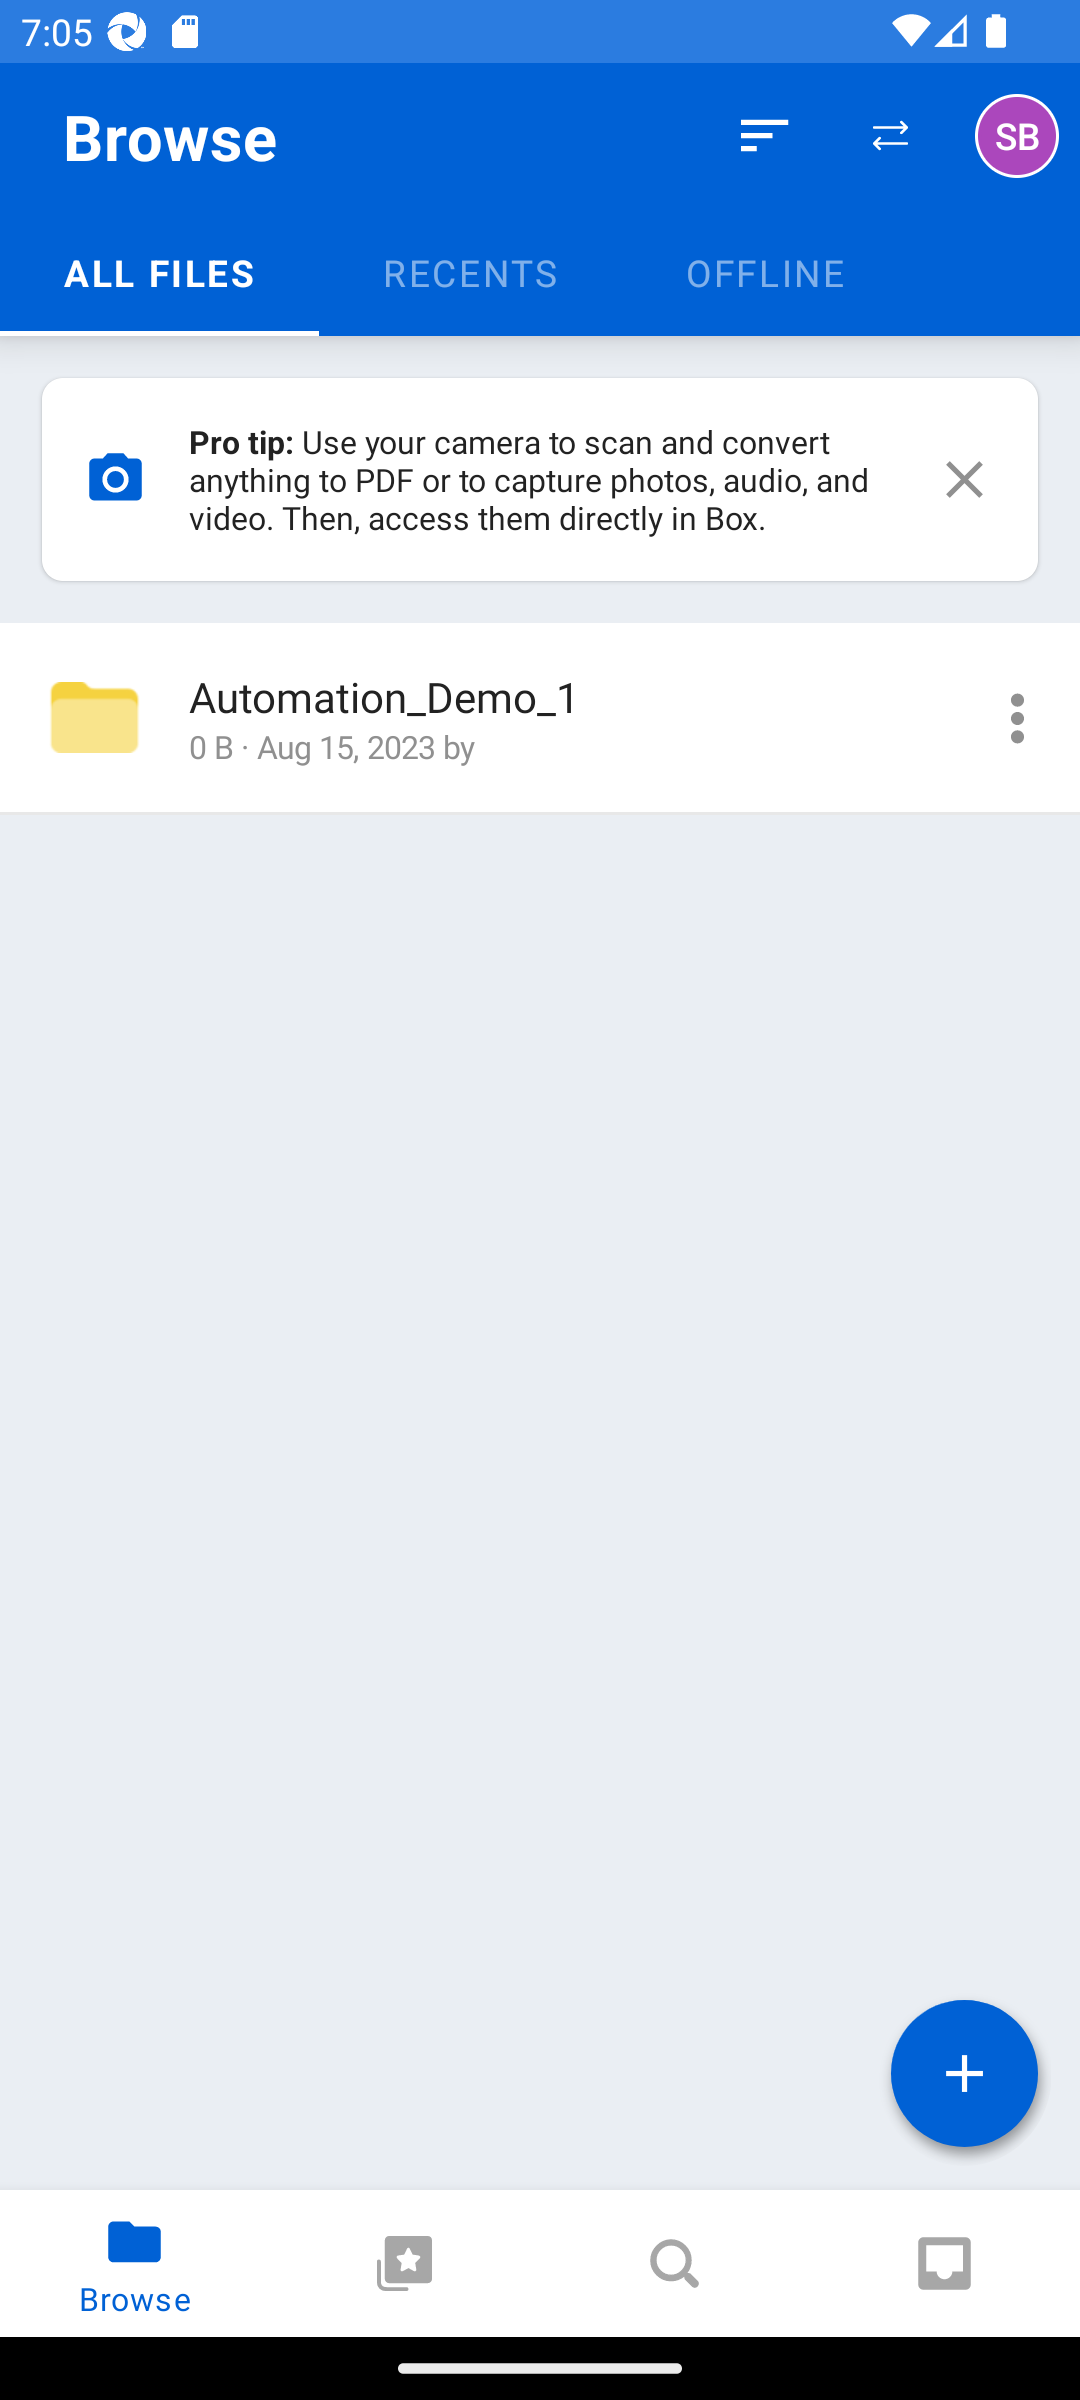 7:05
Browse
SB
ALL FILES
RECENTS
OFFLINE
Pro tip: Use your camera to scan and convert
anything to PDF or to capture photos, audio, and
video. Then, access them directly in Box.
Automation_Demo_1
0 B · Aug 15, 2023 by
Browse